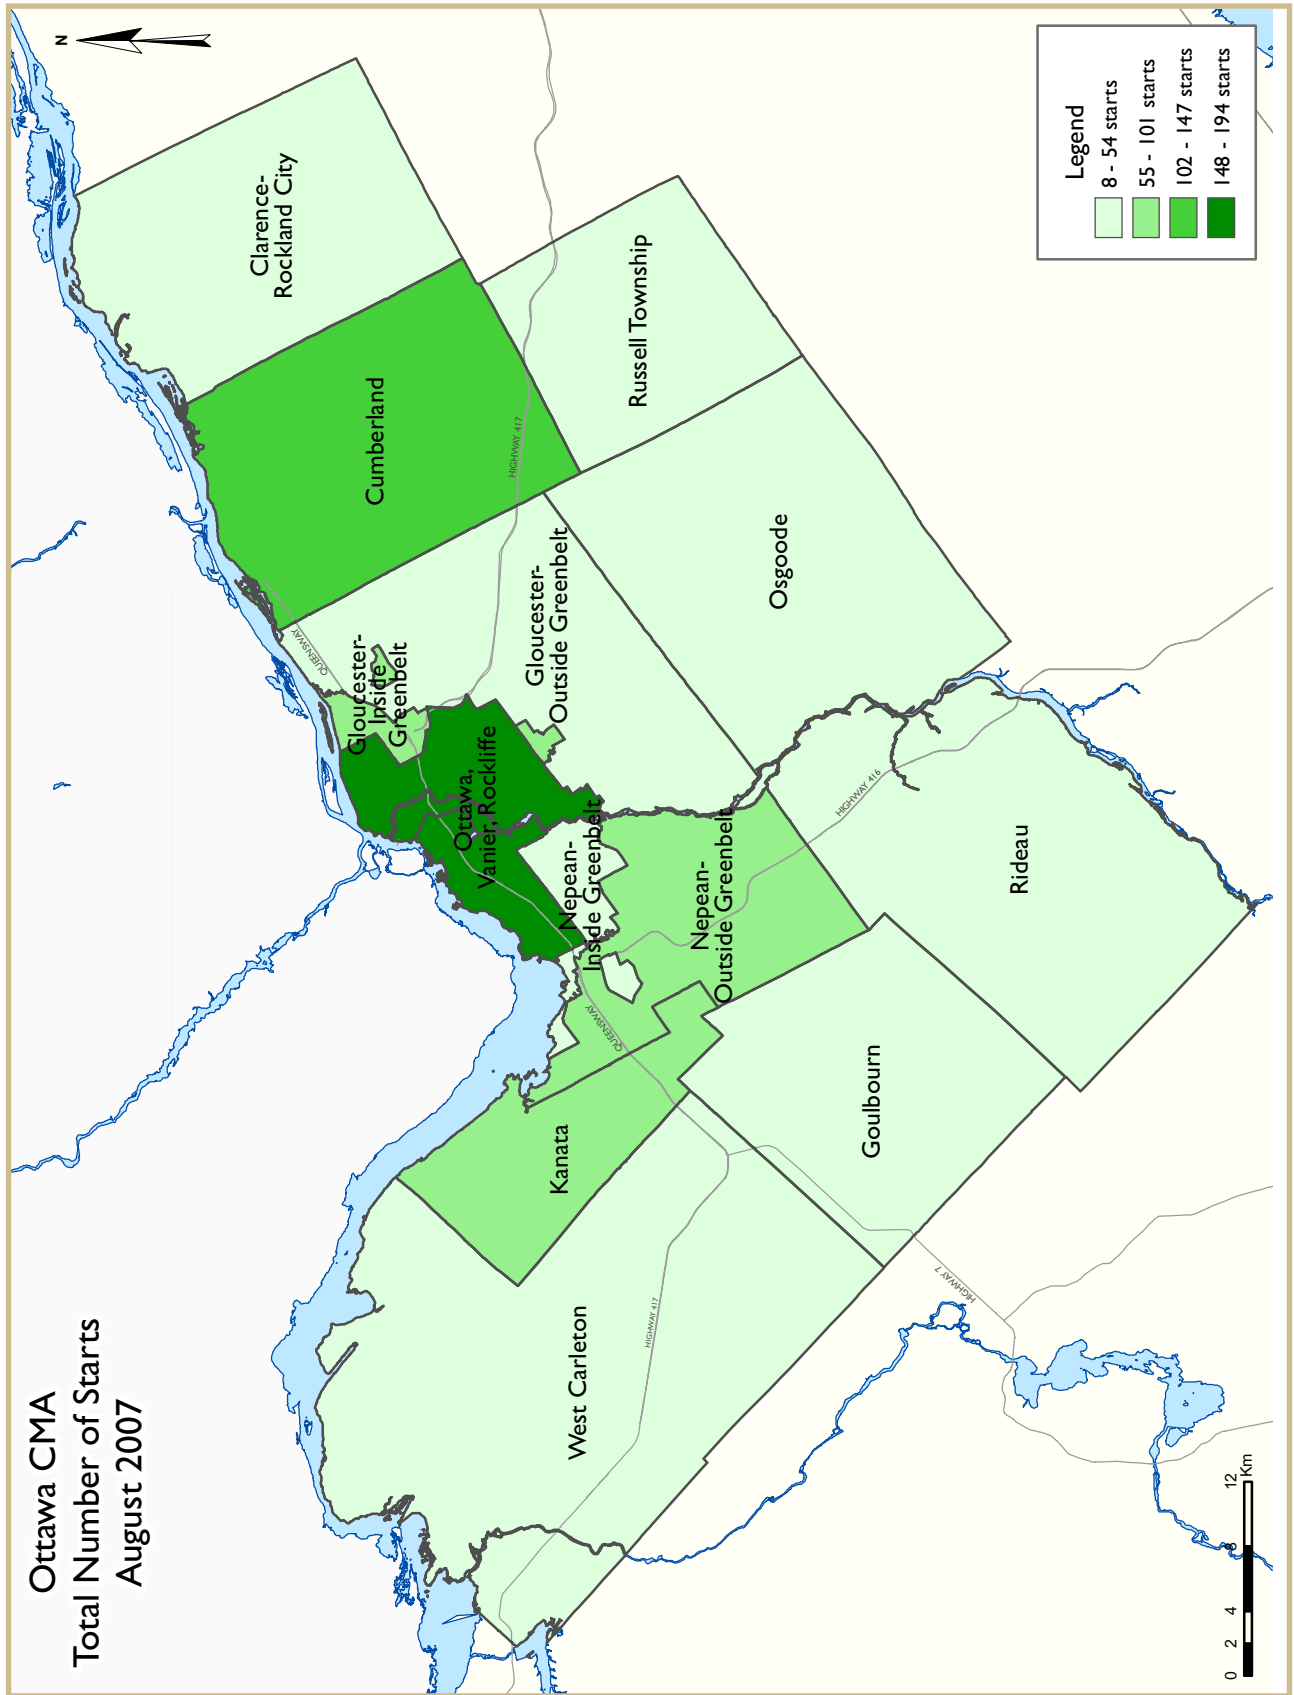 Ottawa CMA
Total Number of Starts
August 2007
N
Clarence-
Rockland City
Cumberland
Russell Township
HIGHWAY 417
QUEENSWAY
Gloucester-
Inside
Greenbelt
Gloucester-
Outside Greenbelt
Osgoode
Ottawa,
Vanier, Rockliffe
Nepean-
Inside Greenbelt
Nepean-
Outside Greenbelt
HIGHWAY 416
Rideau
QUEENSWAY
Kanata
Goulbourn
West Carleton
HIGHWAY 417
HIGHWAY 7
Legend
8 - 54 starts
55 - 101 starts
102 - 147 starts
148 - 194 starts
0 2 4 8 12
Km